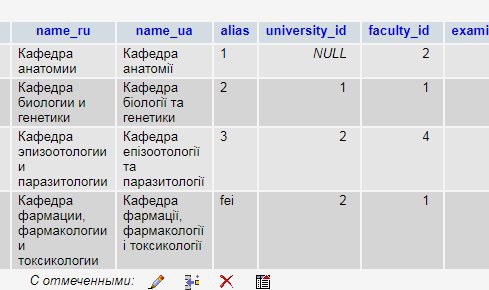 name_ru name_ua alias university_id faculty_id exami
Кафедра Кафедра 1 NULL 2
анатомии анатомії
Кафедра Кафедра 2 1 1
биологии и біології та
генетики генетики
Кафедра Кафедра 3 2 4
эпизоотологии епізоотології
и та
паразитологии паразитології
Кафедра Кафедра fei 2 1
фармации, фармації,
фармакологии фармакології
и і токсикології
токсикологии
С отмеченными: